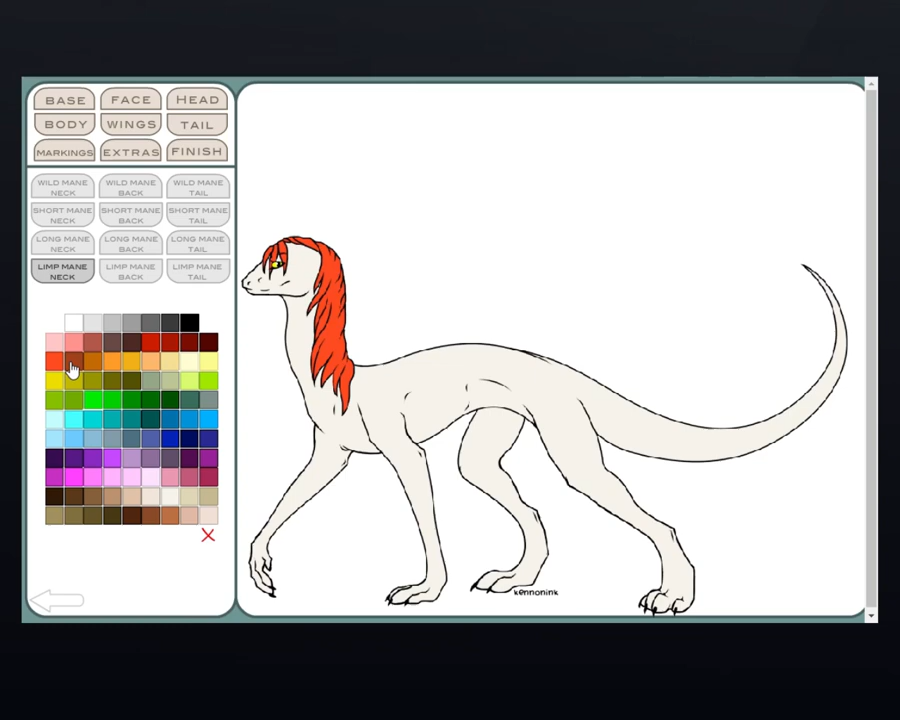 BASE FACE HEAD
BODY WINGS TAIL
MARKINGS EXTRAS FINISH
WILD MANE NECK WILD MANE BACK WILD MANE TAIL
SHORT MANE NECK SHORT MANE BACK SHORT MANE TAIL
LONG MANE NECK LONG MANE BACK LONG MANE TAIL
LIMP MANE NECK LIMP MANE BACK LIMP MANE TAIL
kennonink